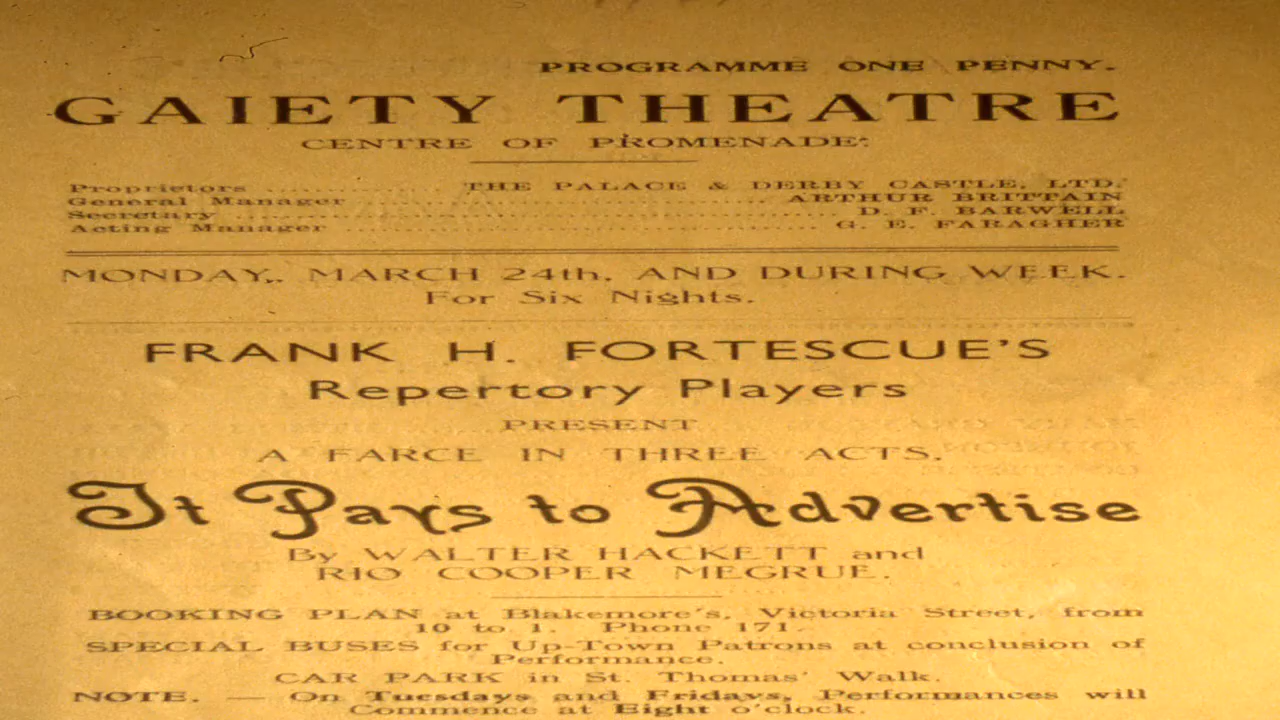 PROGRAMME ONE PENNY.
GAIETY THEATRE
CENTRE OF PROMENADE.
Proprietors .......... THE PALACE & DERBY CASTLE, LTD.
General Manager .......... ARTHUR BRITTAIN
Secretary .......... D. F. BARWELL
Acting Manager .......... G. E. FARAGHER
MONDAY, MARCH 24th, AND DURING WEEK.
For Six Nights.
FRANK H. FORTESCUE'S
Repertory Players
PRESENT
A FARCE IN THREE ACTS.
It Pays to Advertise
By WALTER HACKETT and
RIO COOPER MEGRUE.
BOOKING PLAN at Blakemore's, Victoria Street, from
10 to 1. Phone 171.
SPECIAL BUSES for Up-Town Patrons at conclusion of
Performance.
CAR PARK in St. Thomas' Walk.
NOTE. — On Tuesdays and Fridays, Performances will
Commence at Eight o'clock.